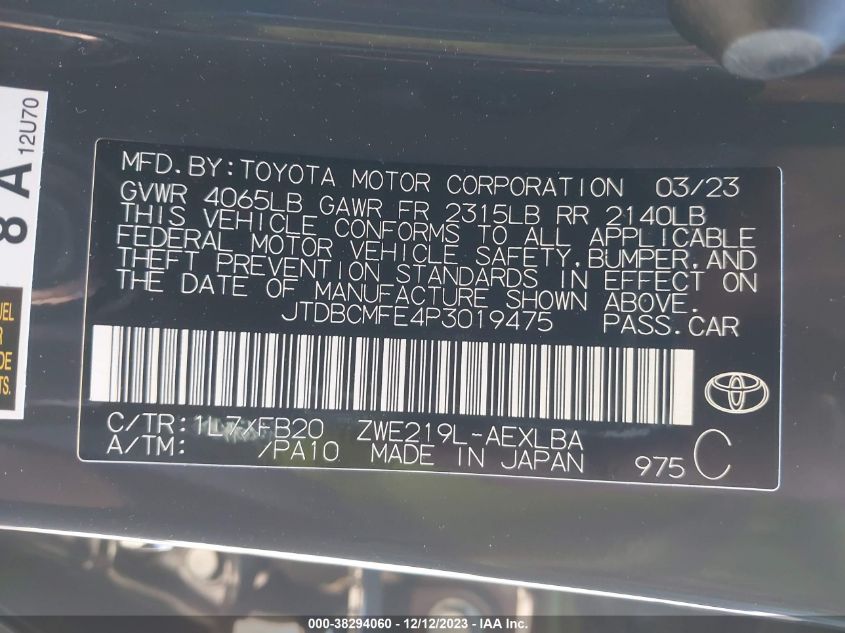 8 A 12U70
MFD.BY:TOYOTA MOTOR CORPORATION 03/23
GVWR 4065LB GAWR FR 2315LB RR 2140LB
THIS VEHICLE CONFORMS TO ALL APPLICABLE
FEDERAL MOTOR VEHICLE SAFETY,BUMPER,AND
THEFT PREVENTION STANDARDS IN EFFECT ON
THE DATE OF MANUFACTURE SHOWN ABOVE.
JTDBCMFE4P3019475 PASS.CAR
C/TR:1L7XFB20 ZWE219L-AEXLBA
A/TM: /PA10 MADE IN JAPAN 975 C
000-38294060 - 12/12/2023 - IAA Inc.